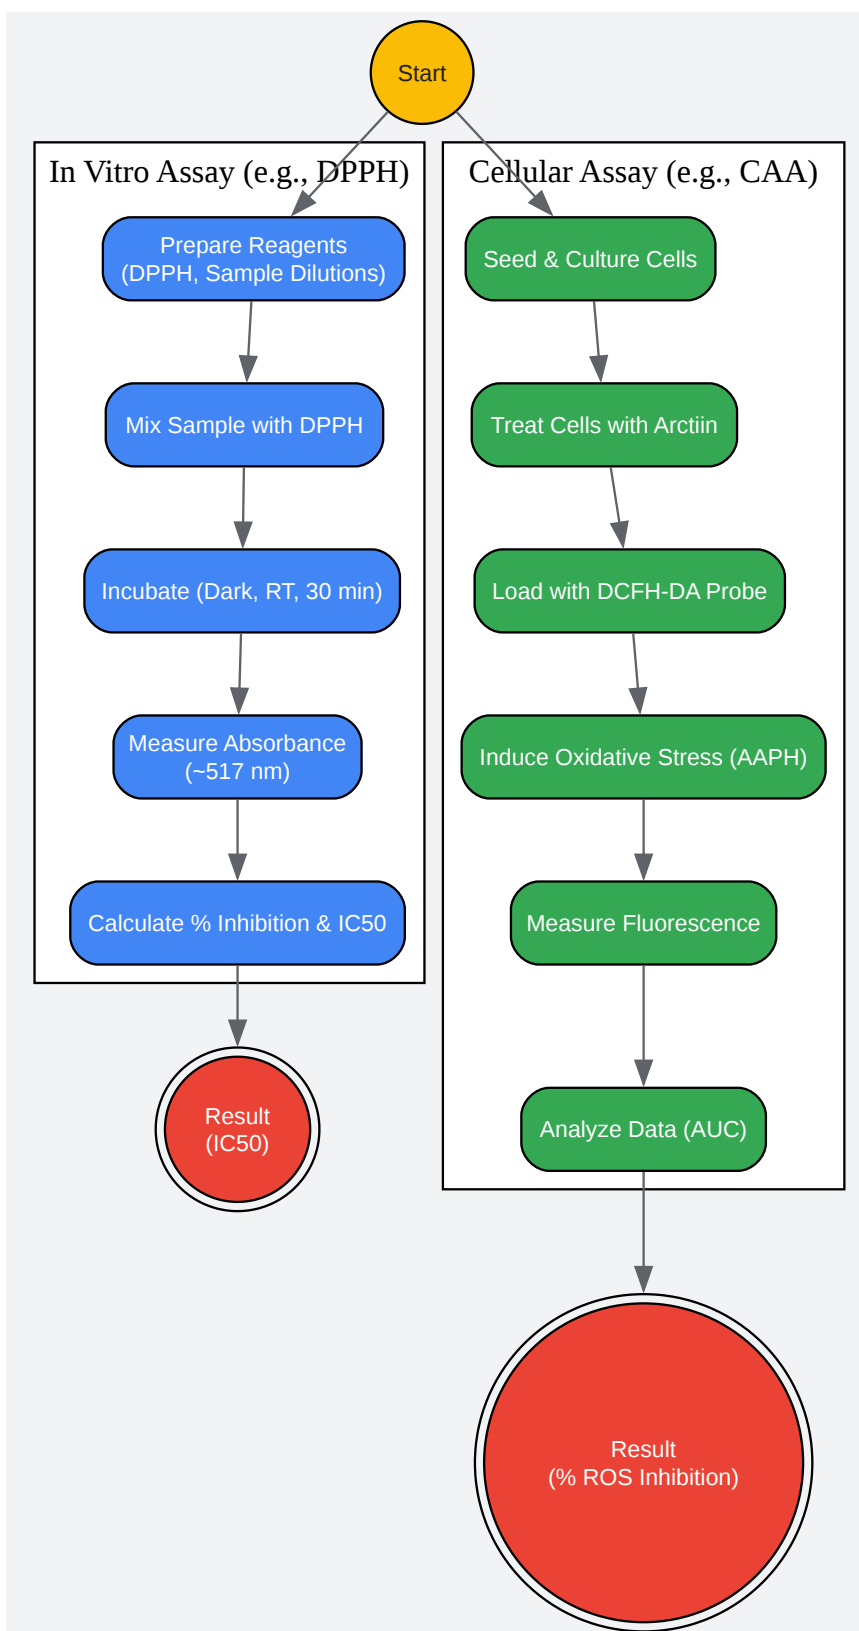 Start
In Vitro Assay (e.g., DPPH)
Prepare Reagents
(DPPH, Sample Dilutions)
Mix Sample with DPPH
Incubate (Dark, RT, 30 min)
Measure Absorbance
(~517 nm)
Calculate % Inhibition & IC50
Result
(IC50)
Cellular Assay (e.g., CAA)
Seed & Culture Cells
Treat Cells with Arctiin
Load with DCFH-DA Probe
Induce Oxidative Stress (AAPH)
Measure Fluorescence
Analyze Data (AUC)
Result
(% ROS Inhibition)